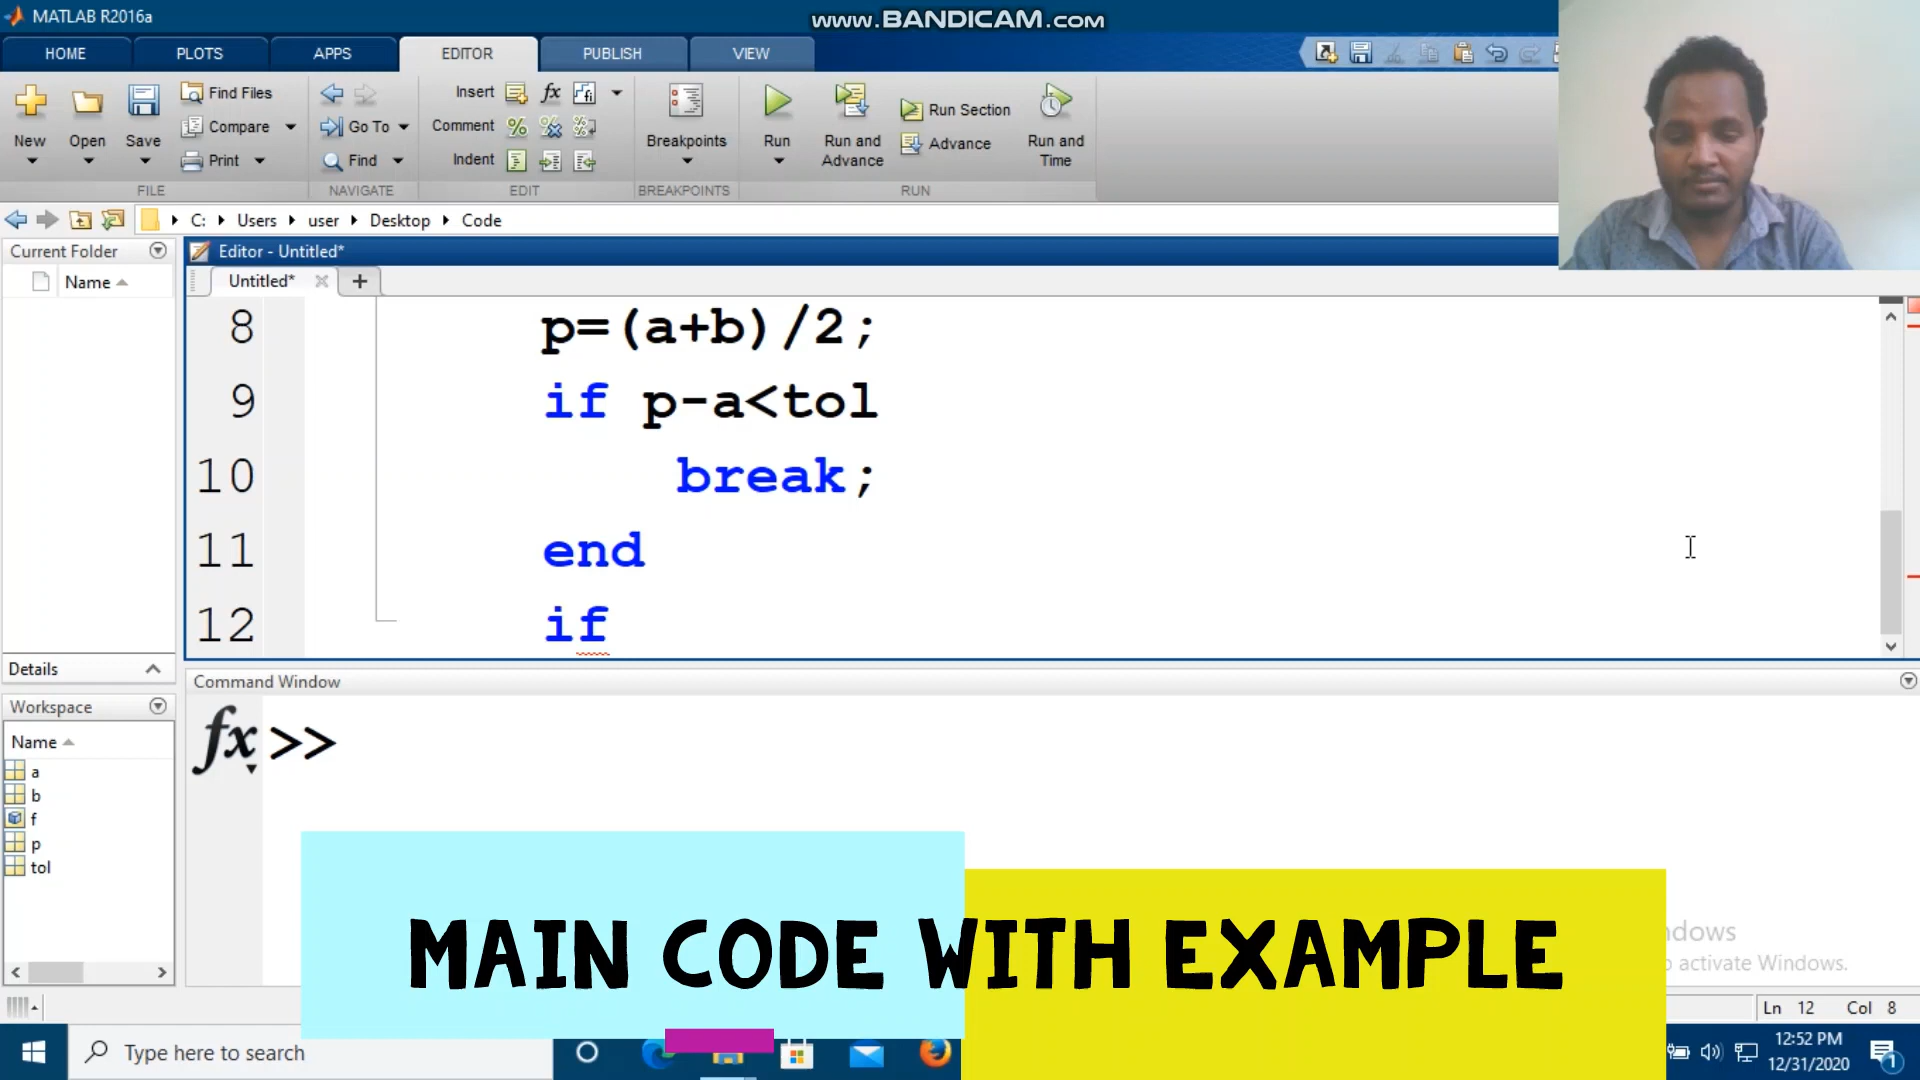 MATLAB R2016a
www.BANDICAM.com
HOME PLOTS APPS EDITOR PUBLISH VIEW
New
Open
Save
Find Files
Compare
Print
FILE
Go To
Find
NAVIGATE
Insert fx
Comment
Indent
EDIT
Breakpoints
BREAKPOINTS
Run
Run and Advance
Run Section
Advance
Run and Time
RUN
C: Users user Desktop Code
Current Folder
Name
Details
Workspace
Name
a
b
f
p
tol
Editor - Untitled*
Untitled* +
8 p=(a+b)/2;
9 if p-a<tol
10 break;
11 end
12 if
Command Window
fx >>
MAIN CODE WITH EXAMPLE
activate Windows.
Ln 12 Col 8
Type here to search
12:52 PM
12/31/2020
1